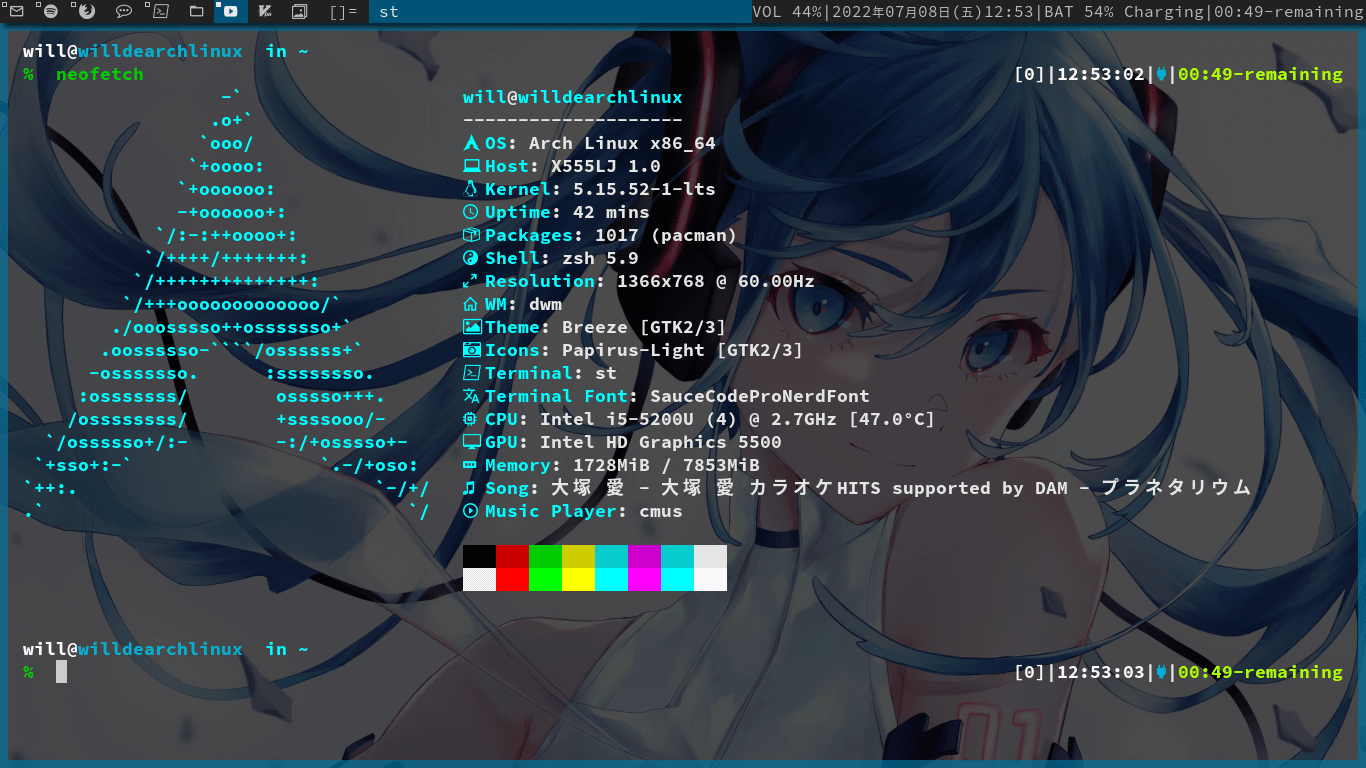 []= st VOL 44%|2022年07月08日(五)12:53|BAT 54% Charging|00:49-remaining
will@willdearchlinux in ~
% neofetch [0]|12:53:02||00:49-remaining
-`
.o+`
`ooo/
`+oooo:
`+oooooo:
-+oooooo+:
`/:-:++oooo+:
`/++++/+++++++:
`/++++++++++++++:
`/+++ooooooooooooo/`
./ooosssso++osssssso+`
.oossssso-````/ossssss+`
-osssssso. :ssssssso.
:osssssss/ osssso+++.
/ossssssss/ +ssssooo/-
`/ossssso+/:- -:/+osssso+-
`+sso+:-` `.-/+oso:
`++:. `-/+/
.` `/
will@willdearchlinux
--------------------
OS: Arch Linux x86_64
Host: X555LJ 1.0
Kernel: 5.15.52-1-lts
Uptime: 42 mins
Packages: 1017 (pacman)
Shell: zsh 5.9
Resolution: 1366x768 @ 60.00Hz
WM: dwm
Theme: Breeze [GTK2/3]
Icons: Papirus-Light [GTK2/3]
Terminal: st
Terminal Font: SauceCodeProNerdFont
CPU: Intel i5-5200U (4) @ 2.7GHz [47.0°C]
GPU: Intel HD Graphics 5500
Memory: 1728MiB / 7853MiB
Song: 大塚 愛 - 大塚 愛 カラオケHITS supported by DAM - プラネタリウム
Music Player: cmus
will@willdearchlinux in ~
% [0]|12:53:03||00:49-remaining
01